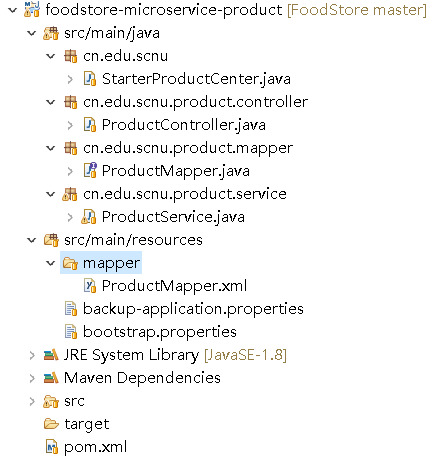 foodstore-microservice-product [FoodStore master]
src/main/java
cn.edu.scnu
StarterProductCenter.java
cn.edu.scnu.product.controller
ProductController.java
cn.edu.scnu.product.mapper
ProductMapper.java
cn.edu.scnu.product.service
ProductService.java
src/main/resources
mapper
ProductMapper.xml
backup-application.properties
bootstrap.properties
JRE System Library [JavaSE-1.8]
Maven Dependencies
src
target
pom.xml